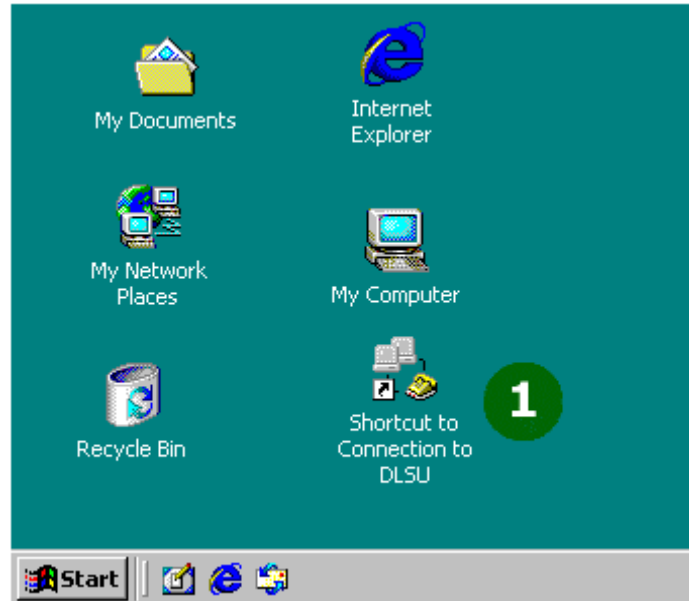 My Documents
Internet
Explorer
My Network
Places
My Computer
Recycle Bin
Shortcut to
Connection to
DLSU
1
Start